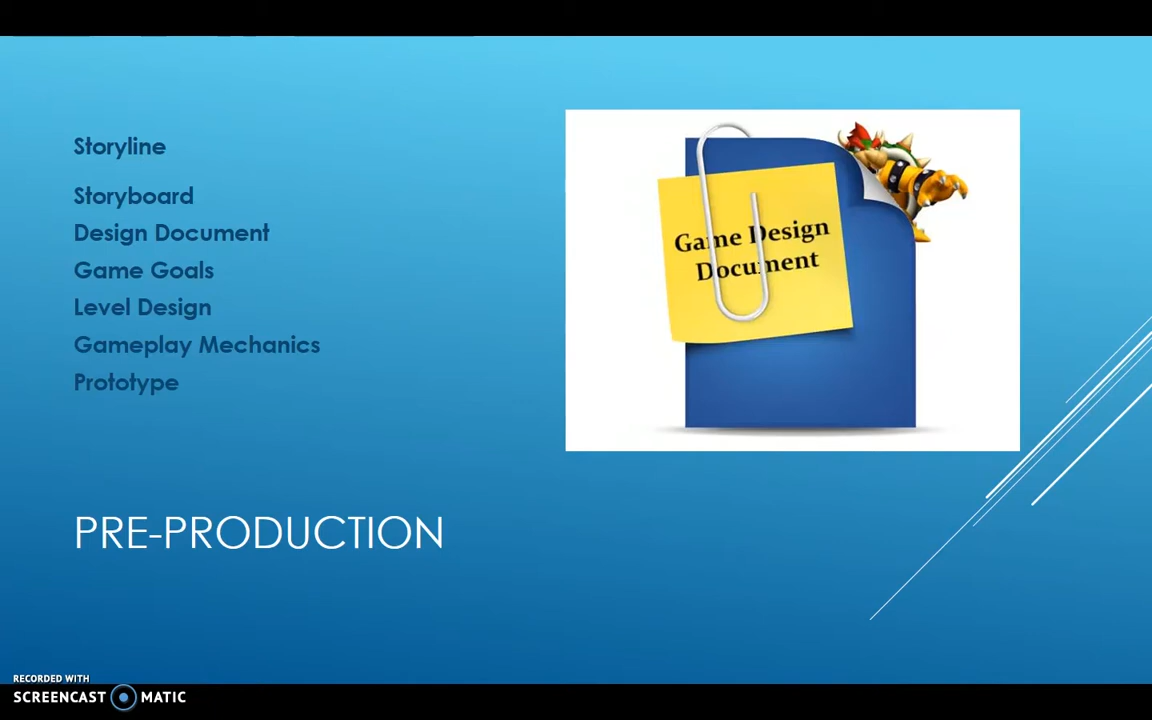 Storyline
Storyboard
Design Document
Game Goals
Level Design
Gameplay Mechanics
Prototype
Game Design
Document
PRE-PRODUCTION
RECORDED WITH
SCREENCAST MATIC